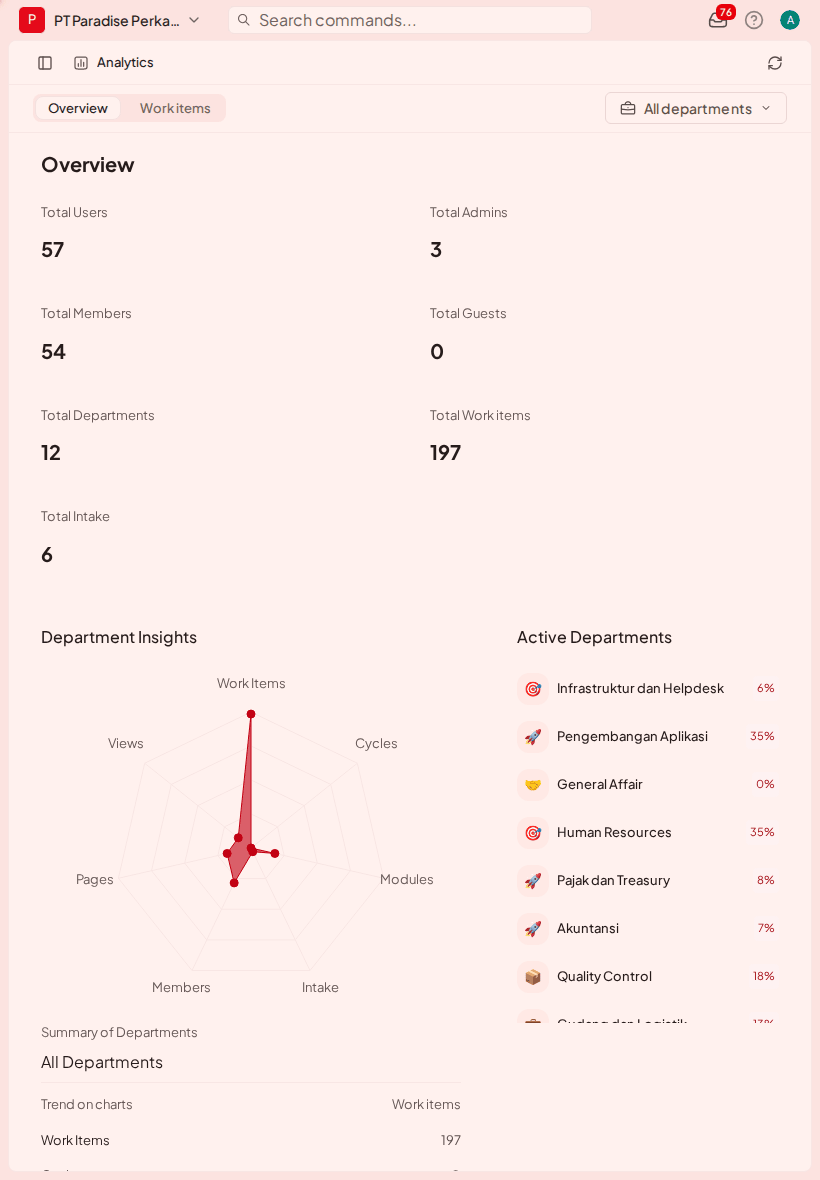 P PT Paradise Perka... Search commands... 76 A
Analytics
Overview Work items All departments
Overview
Total Users Total Admins
57 3
Total Members Total Guests
54 0
Total Departments Total Work items
12 197
Total Intake
6
Department Insights Active Departments
Work Items
Views Cycles
Pages Modules
Members Intake
Infrastruktur dan Helpdesk 6%
Pengembangan Aplikasi 35%
General Affair 0%
Human Resources 35%
Pajak dan Treasury 8%
Akuntansi 7%
Quality Control 18%
Gudang dan Logistik 13%
Summary of Departments
All Departments
Trend on charts Work items
Work Items 197